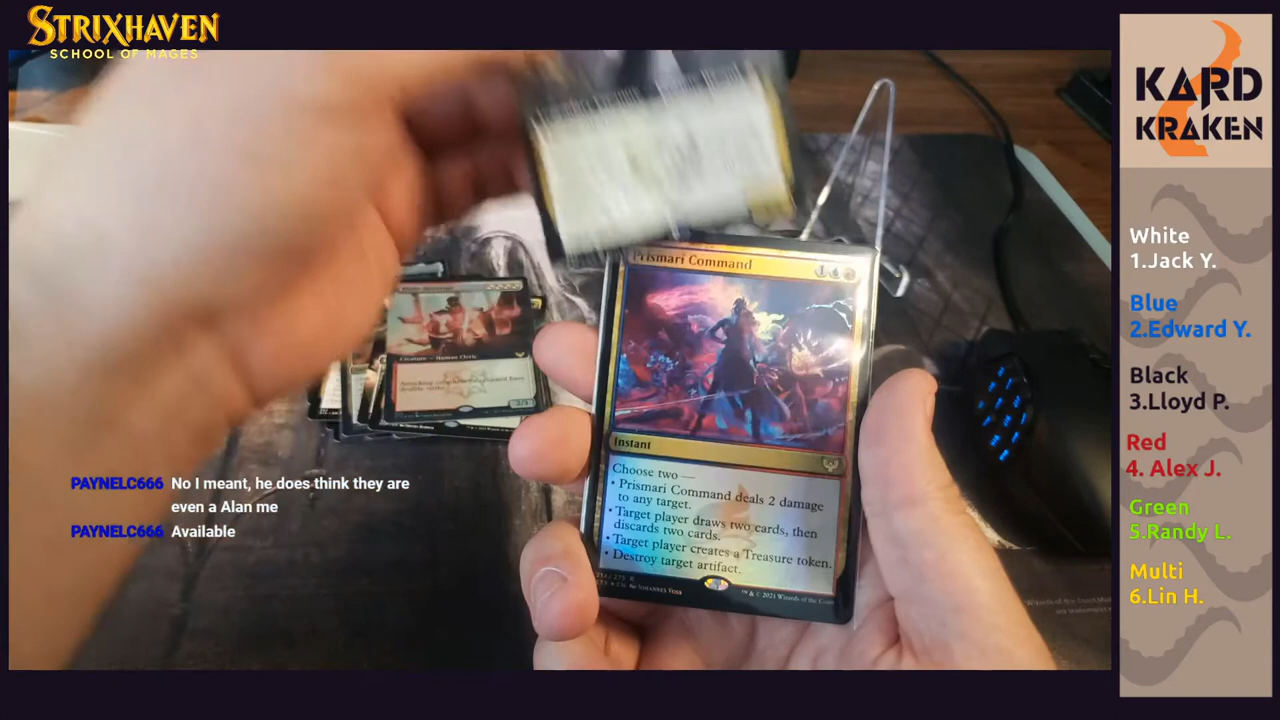 STRIXHAVEN
SCHOOL OF MAGES
KARD
KRAKEN
White
1.Jack Y.
Blue
2.Edward Y.
Black
3.Lloyd P.
Red
4. Alex J.
Green
5.Randy L.
Multi
6.Lin H.
Prismari Command
Instant
Choose two —
• Prismari Command deals 2 damage
to any target.
• Target player draws two cards, then
discards two cards.
• Target player creates a Treasure token.
• Destroy target artifact.
Creature — Human Cleric
PAYNELC666 No I meant, he does think they are
even a Alan me
PAYNELC666 Available